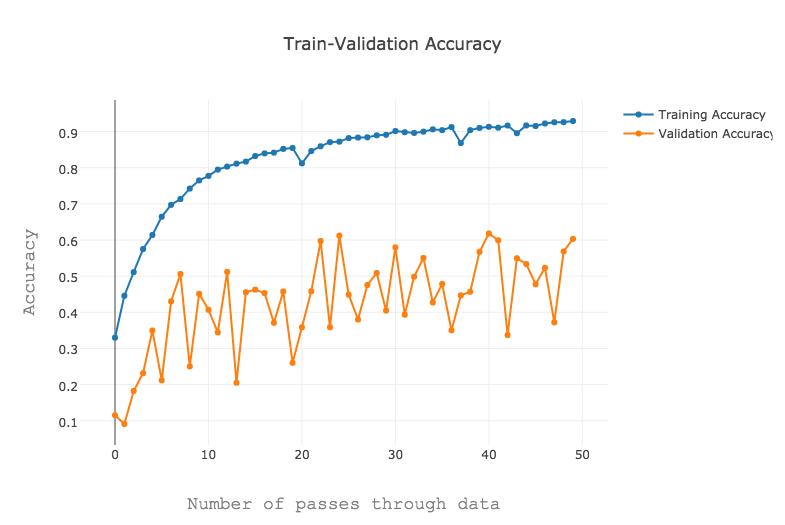 Train-Validation Accuracy
Training Accuracy
Validation Accuracy
0.9
0.8
0.7
0.6
0.5
0.4
0.3
0.2
0.1
Accuracy
0 10 20 30 40 50
Number of passes through data